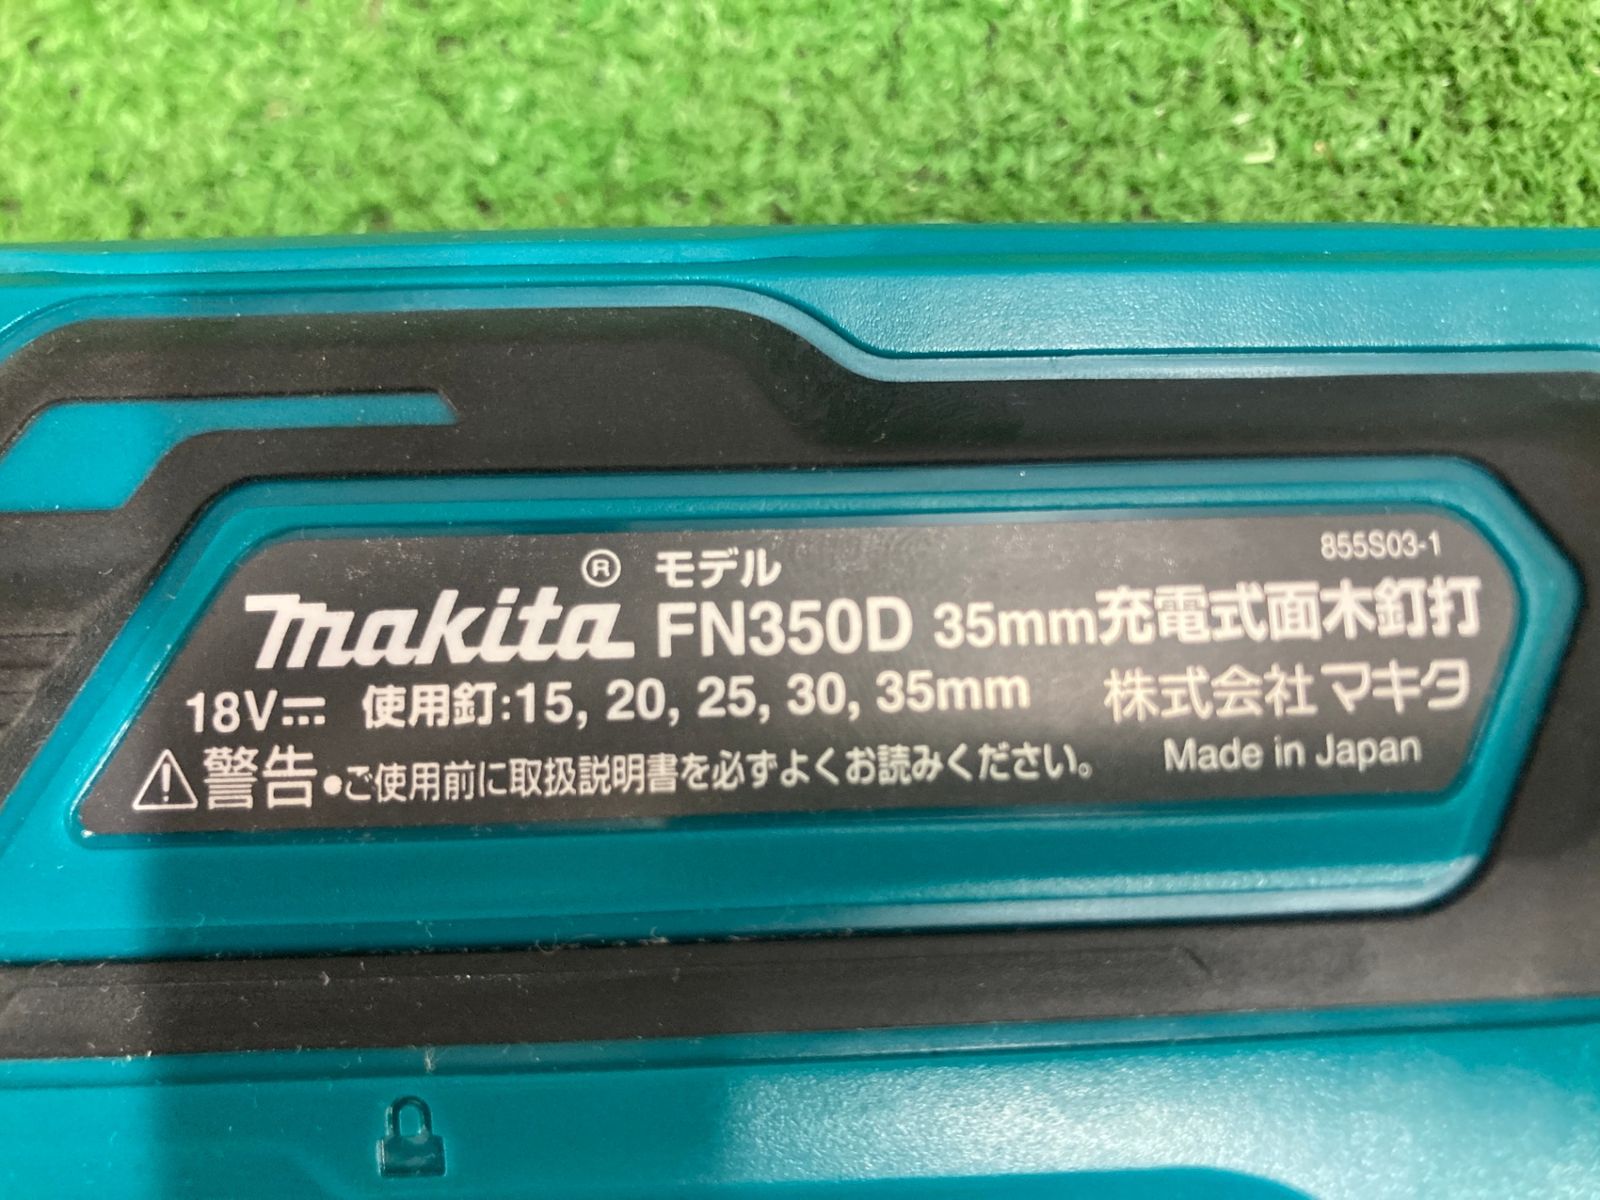 855S03-1
makita® モデル
FN350D 35mm充電式面木釘打
18V 使用釘:15, 20, 25, 30, 35mm 株式会社マキタ
警告 •ご使用前に取扱説明書を必ずよくお読みください。 Made in Japan